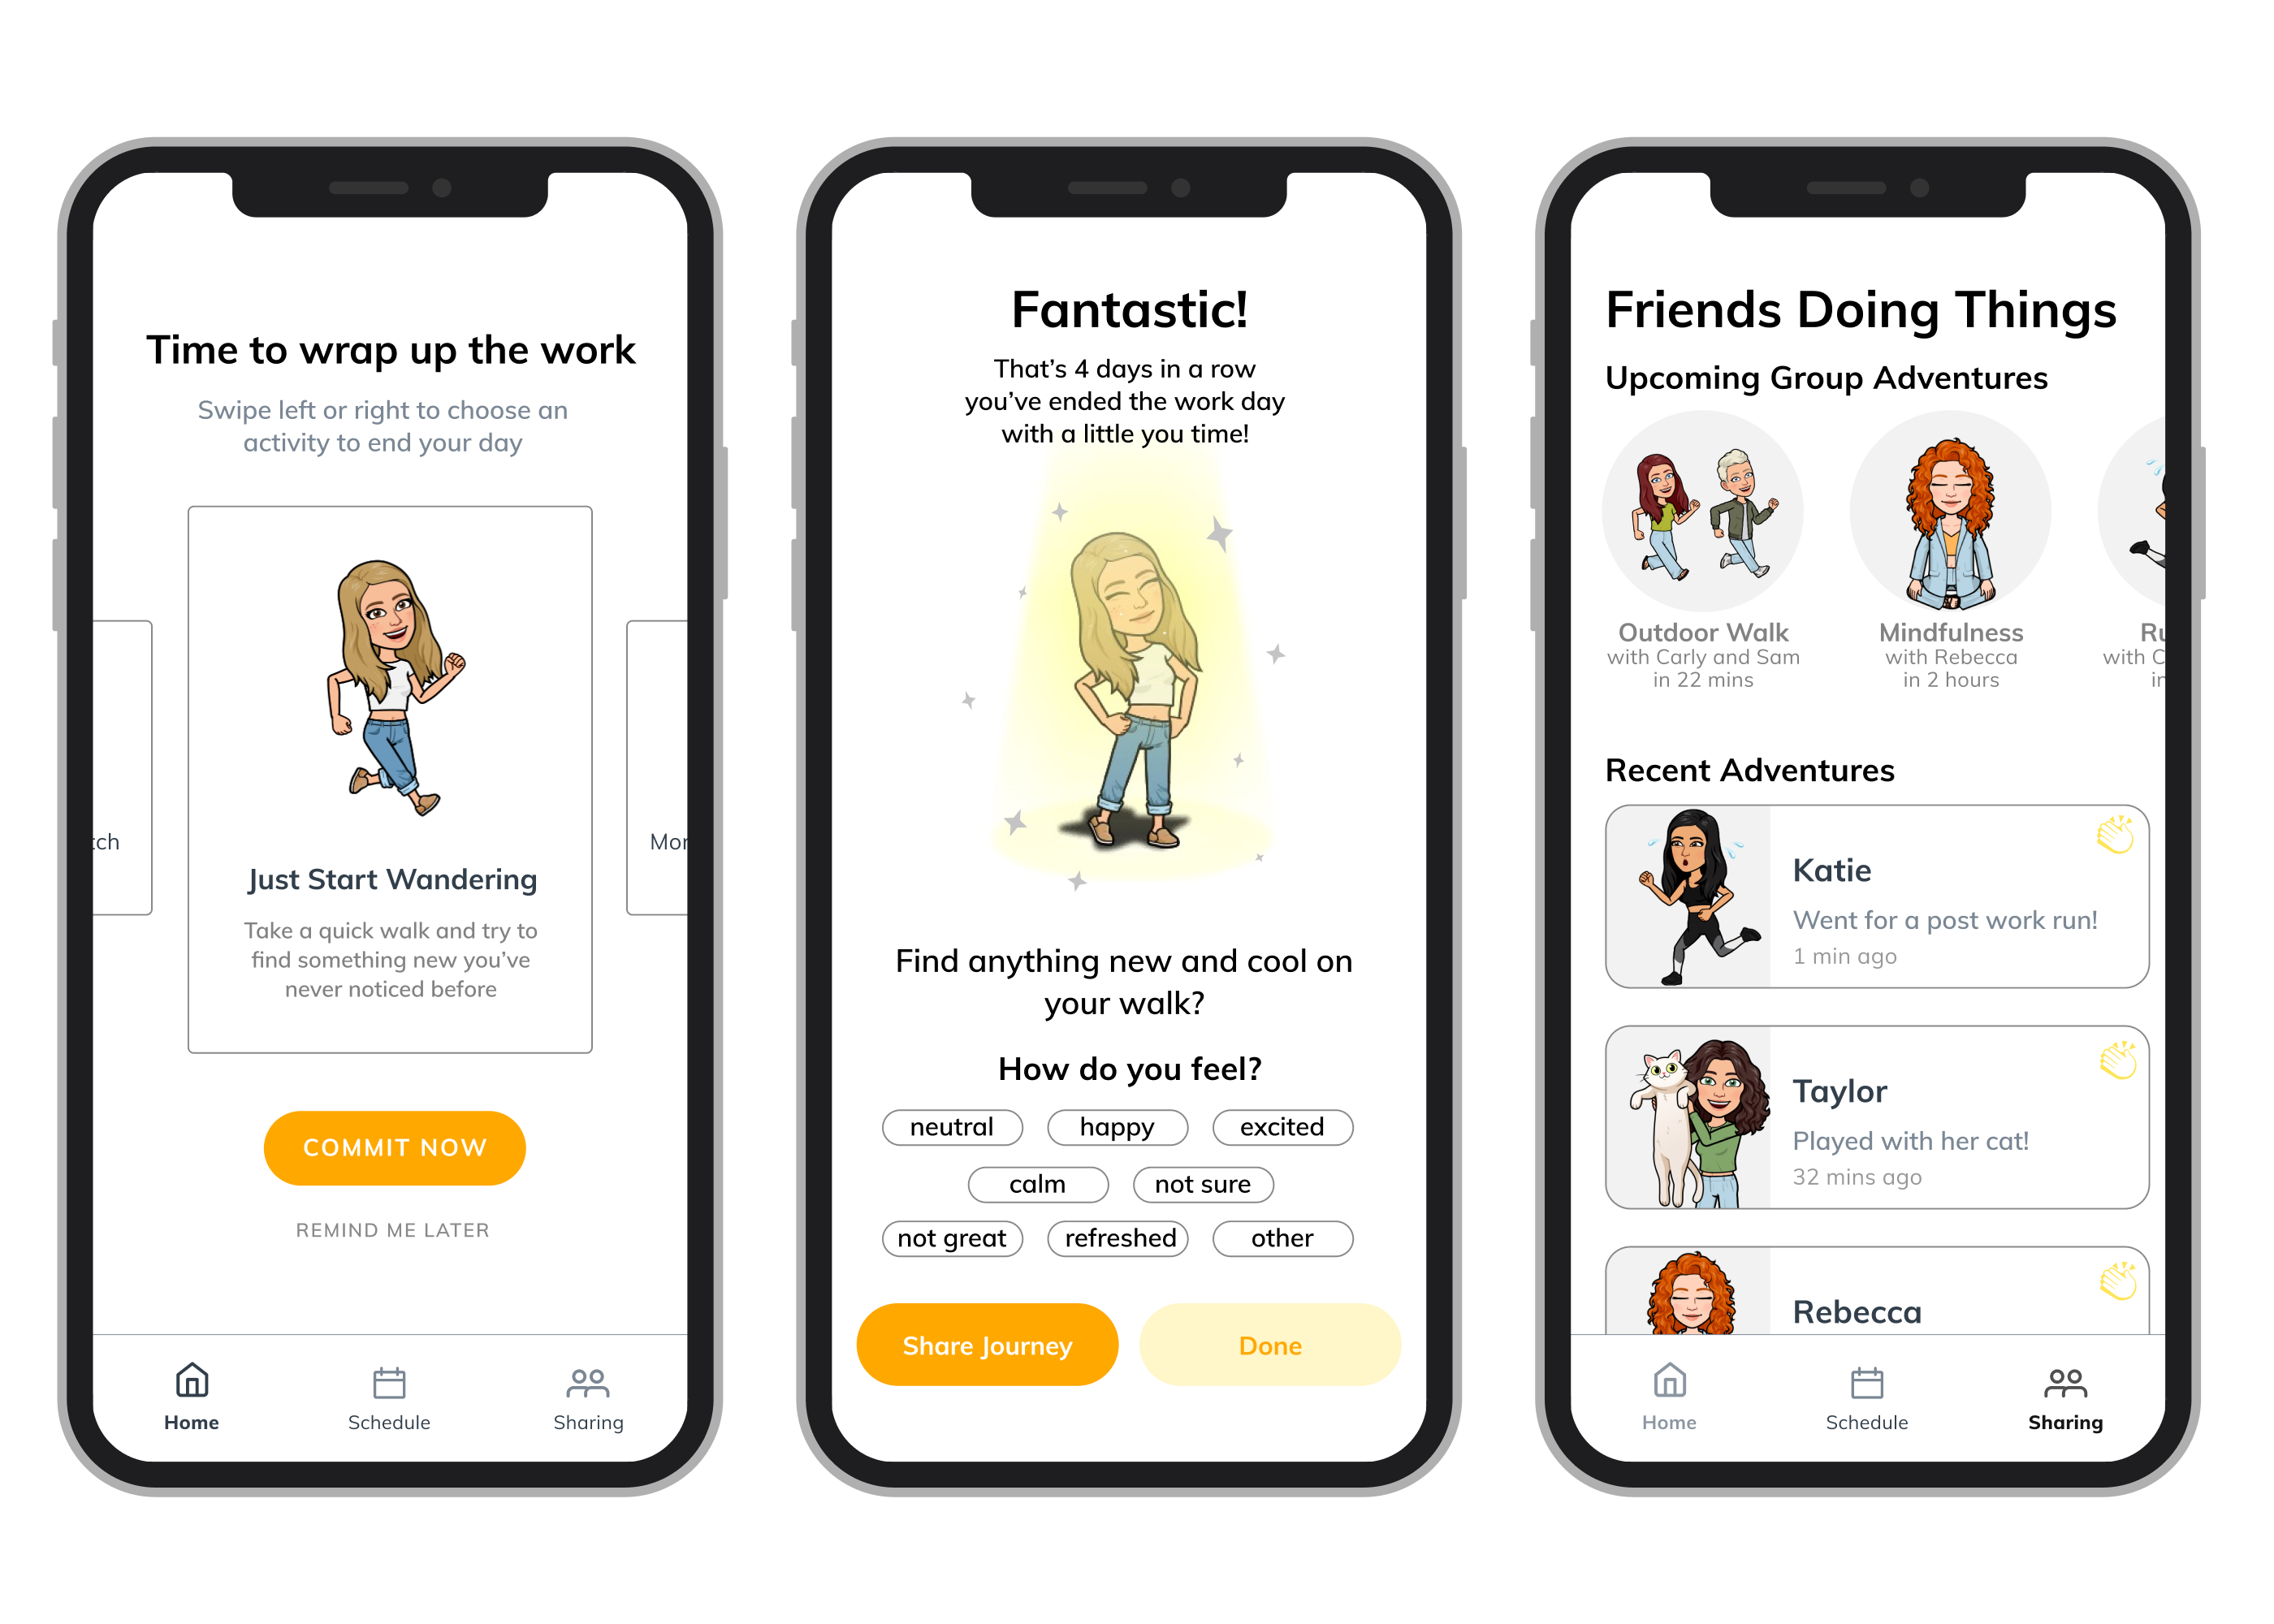 Time to wrap up the work
Swipe left or right to choose an
activity to end your day
Just Start Wandering
Take a quick walk and try to
find something new you've
never noticed before
COMMIT NOW
REMIND ME LATER
Home
Schedule
Sharing
Fantastic!
That's 4 days in a row
you've ended the work day
with a little you time!
Find anything new and cool on
your walk?
How do you feel?
neutral
happy
excited
calm
not sure
not great
refreshed
other
Share Journey
Done
Friends Doing Things
Upcoming Group Adventures
Outdoor Walk
with Carly and Sam
in 22 mins
Mindfulness
with Rebecca
in 2 hours
with
Recent Adventures
Katie
Went for a post work run!
1 min ago
Taylor
Played with her cat!
32 mins ago
Rebecca
Home
Schedule
Sharing